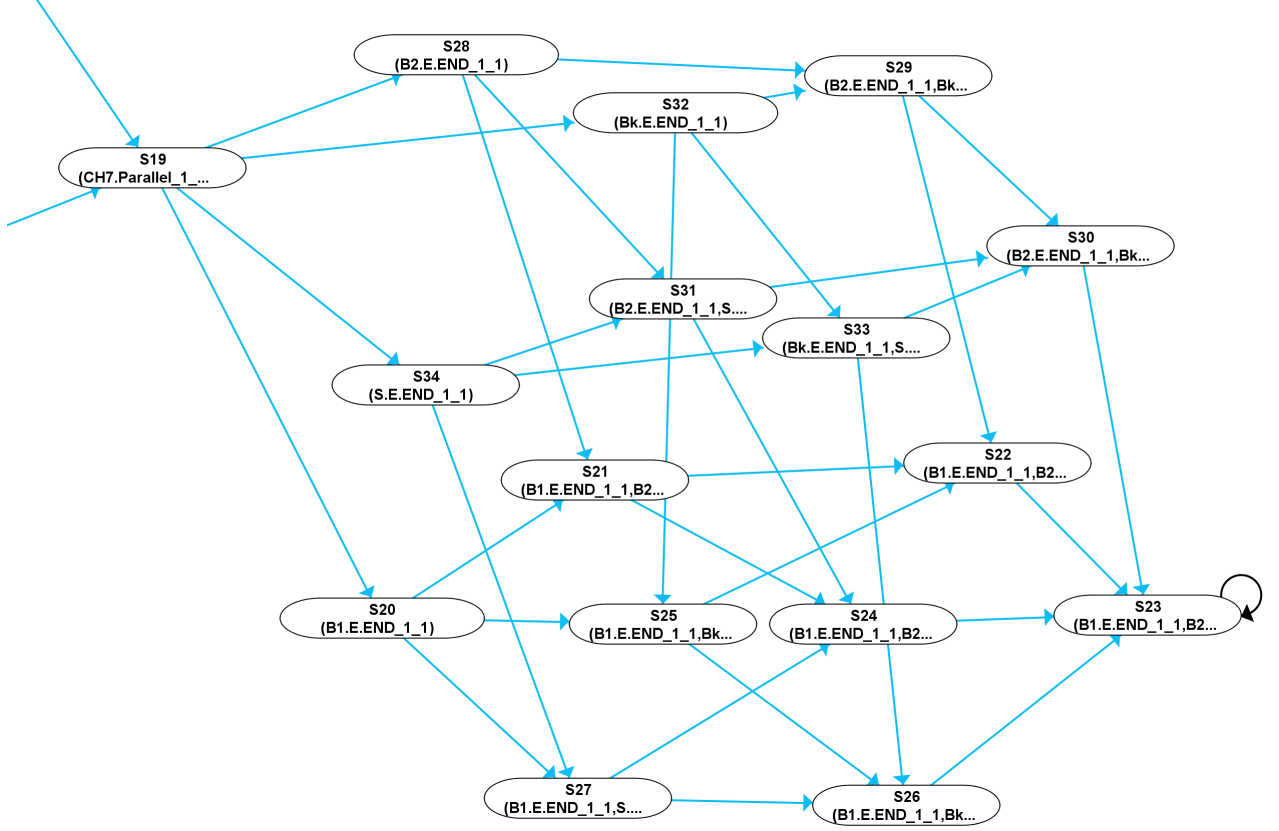 S28
(B2.E.END_1_1)
S29
(B2.E.END_1_1,Bk...
S32
(Bk.E.END_1_1)
S19
(CH7.Parallel_1_...
S30
(B2.E.END_1_1,Bk...
S31
(B2.E.END_1_1,S....
S33
(Bk.E.END_1_1,S....
S34
(S.E.END_1_1)
S22
(B1.E.END_1_1,B2...
S21
(B1.E.END_1_1,B2...
S20
(B1.E.END_1_1)
S25
(B1.E.END_1_1,Bk...
S24
(B1.E.END_1_1,B2...
S23
(B1.E.END_1_1,B2...
S27
(B1.E.END_1_1,S....
S26
(B1.E.END_1_1,Bk...